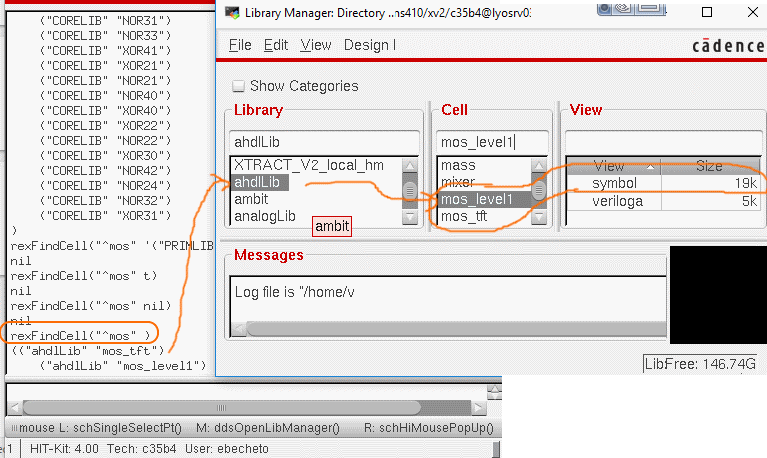 ("CORELIB" "NOR31")
("CORELIB" "NOR33")
("CORELIB" "XOR41")
("CORELIB" "XOR21")
("CORELIB" "NOR21")
("CORELIB" "NOR40")
("CORELIB" "XOR40")
("CORELIB" "XOR22")
("CORELIB" "NOR22")
("CORELIB" "XOR30")
("CORELIB" "NOR42")
("CORELIB" "NOR24")
("CORELIB" "NOR32")
("CORELIB" "XOR31")
)
rexFindCell("^mos" '("PRIMLIB
nil
rexFindCell("^mos" t)
nil
rexFindCell("^mos" nil)
nil
rexFindCell("^mos" )
(("ahdlLib" "mos_tft")
("ahdlLib" "mos_level1")
mouse L: schSingleSelectPt() M: ddsOpenLibManager() R: schHiMousePopUp()
1 HIT-Kit: 4.00 Tech: c35b4 User: ebecheto
Library Manager: Directory ..ns410/xv2/c35b4@lyosrv03
File Edit View Design
cādence
Show Categories
Library
ahdlLib
XTRACT_V2_local_hm
ahdlLib
ambit
analogLib
ambit
Cell
mos_level1
mass
mixer
mos_level1
mos_tft
View
View Size
symbol 19k
veriloga 5k
Messages
Log file is "/home/v
Lib: Free: 146.74G